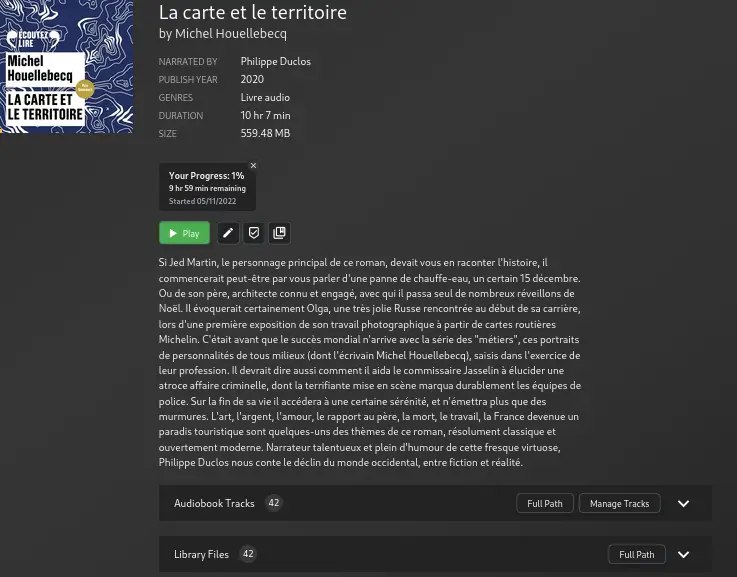 La carte et le territoire
by Michel Houellebecq
ÉCOUTEZ
LIRE
Michel
Houellebecq
LA CARTE ET
LE TERRITOIRE
NARRATED BY Philippe Duclos
PUBLISH YEAR 2020
GENRES Livre audio
DURATION 10 hr 7 min
SIZE 559.48 MB
Your Progress: 1%
9 hr 59 min remaining
Started 05/11/2022
Play
Si Jed Martin, le personnage principal de ce roman, devait vous en raconter l'histoire, il
commencerait peut-être par vous parler d'une panne de chauffe-eau, un certain 15 décembre.
Ou de son père, architecte connu et engagé, avec qui il passa seul de nombreux réveillons de
Noël. Il évoquerait certainement Olga, une très jolie Russe rencontrée au début de sa carrière,
lors d'une première exposition de son travail photographique à partir de cartes routières
Michelin. C'était avant que le succès mondial n'arrive avec la série des "métiers", ces portraits
de personnalités de tous milieux (dont l'écrivain Michel Houellebecq), saisis dans l'exercice de
leur profession. Il devrait dire aussi comment il aida le commissaire Jasselin à élucider une
atroce affaire criminelle, dont la terrifiante mise en scène marqua durablement les équipes de
police. Sur la fin de sa vie il accédera à une certaine sérénité, et n'émettra plus que des
murmures. L'art, l'argent, l'amour, le rapport au père, la mort, le travail, la France devenue un
paradis touristique sont quelques-uns des thèmes de ce roman, résolument classique et
ouvertement moderne. Narrateur talentueux et plein d'humour de cette fresque virtuose,
Philippe Duclos nous conte le déclin du monde occidental, entre fiction et réalité.
Audiobook Tracks 42 Full Path Manage Tracks
Library Files 42 Full Path